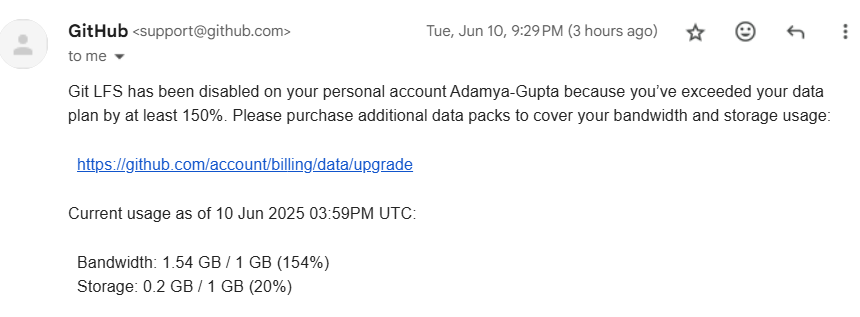 GitHub <support@github.com> Tue, Jun 10, 9:29 PM (3 hours ago)
to me
Git LFS has been disabled on your personal account Adamya-Gupta because you’ve exceeded your data
plan by at least 150%. Please purchase additional data packs to cover your bandwidth and storage usage:
https://github.com/account/billing/data/upgrade
Current usage as of 10 Jun 2025 03:59PM UTC:
Bandwidth: 1.54 GB / 1 GB (154%)
Storage: 0.2 GB / 1 GB (20%)